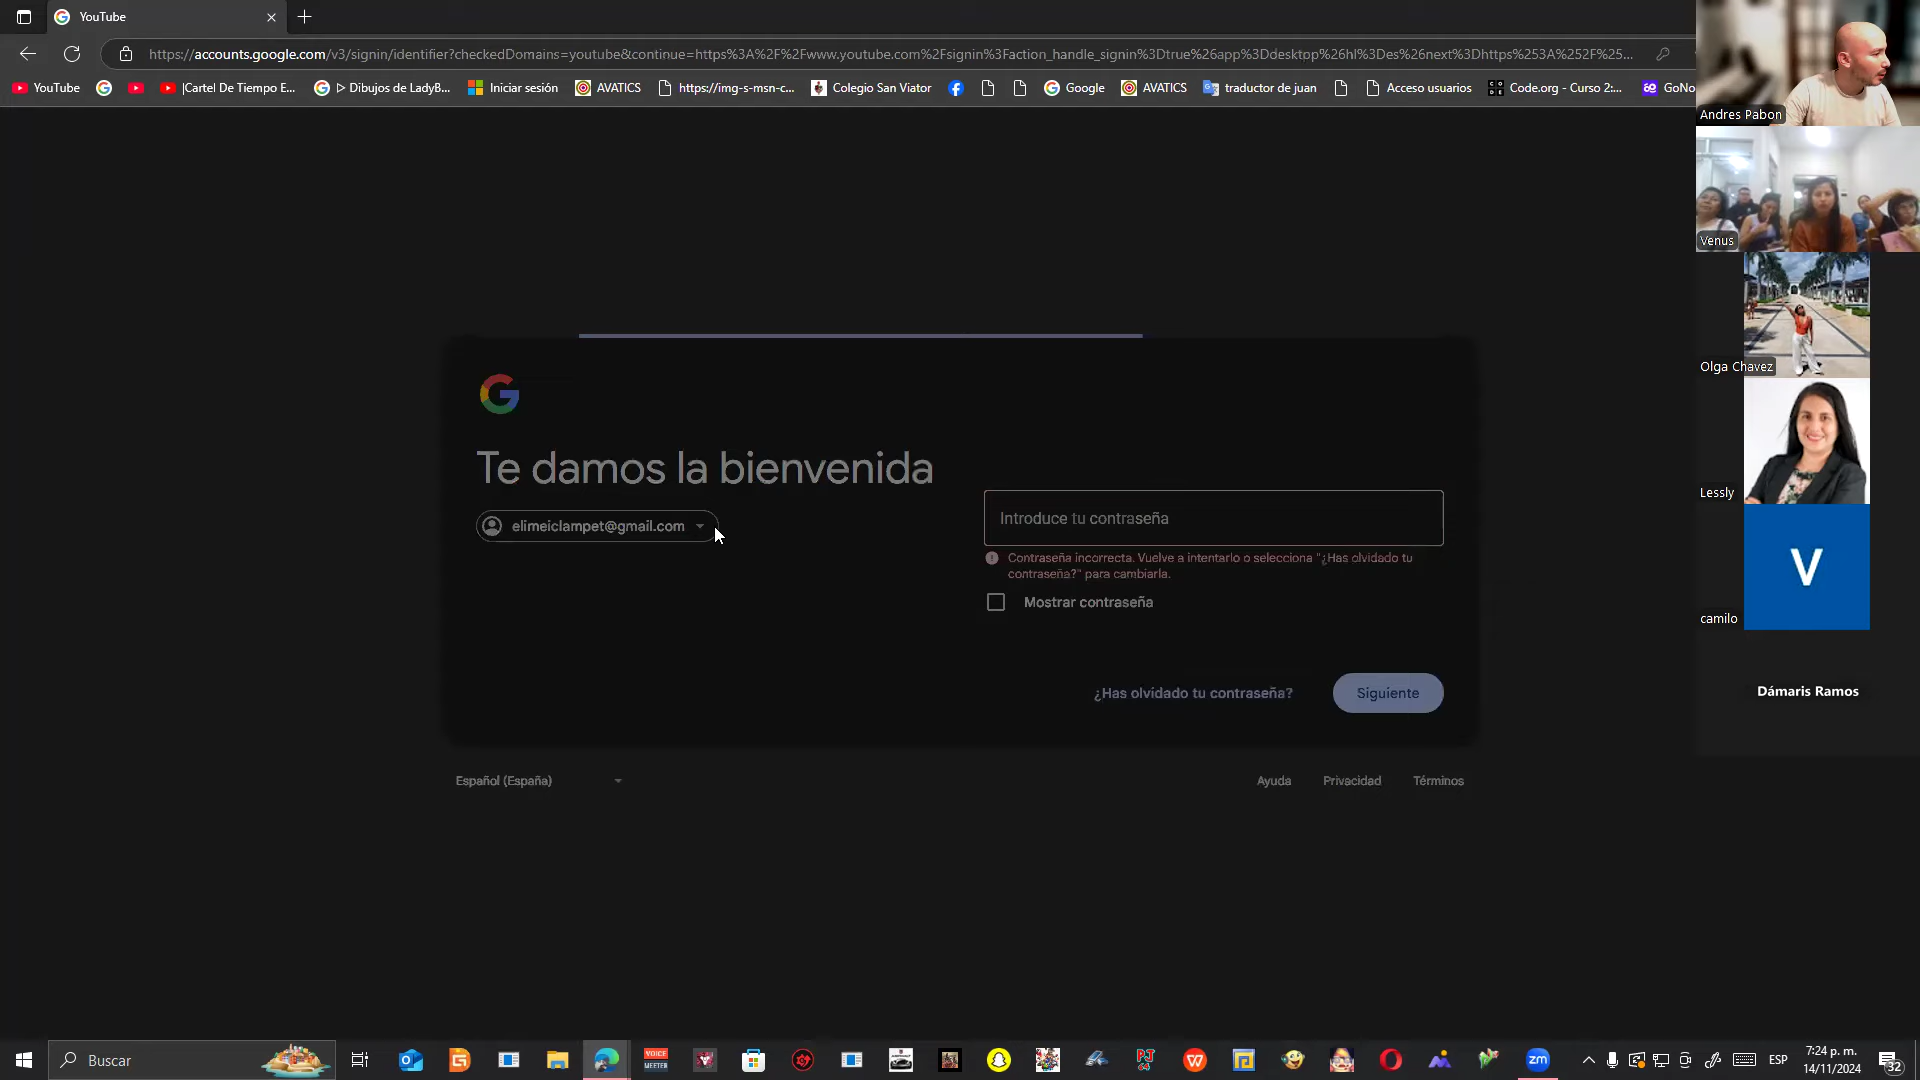 YouTube
https://accounts.google.com/v3/signin/identifier?checkedDomains=youtube&continue=https%3A%2F%2Fwww.youtube.com%2Fsignin%3Faction_handle_signin%3Dtrue%26app%3Ddesktop%26hl%3Des%26next%3Dhttps%253A%252F%25...
YouTube
|Cartel De Tiempo E...
▷ Dibujos de LadyB...
Iniciar sesión
AVATICS
https://img-s-msn-c...
Colegio San Viator
Google
AVATICS
traductor de juan
Acceso usuarios
Code.org - Curso 2:...
GoNo
Andres Pabon
Venus
Olga Chavez
Lessly
V
camilo
Dámaris Ramos
Te damos la bienvenida
elimeiclampet@gmail.com
Introduce tu contraseña
Contraseña incorrecta. Vuelve a intentarlo o selecciona "¿Has olvidado tu
contraseña?" para cambiarla.
Mostrar contraseña
¿Has olvidado tu contraseña?
Siguiente
Español (España)
Ayuda
Privacidad
Términos
Buscar
VOICE
MEETER
zm
ESP
7:24 p. m.
14/11/2024
32